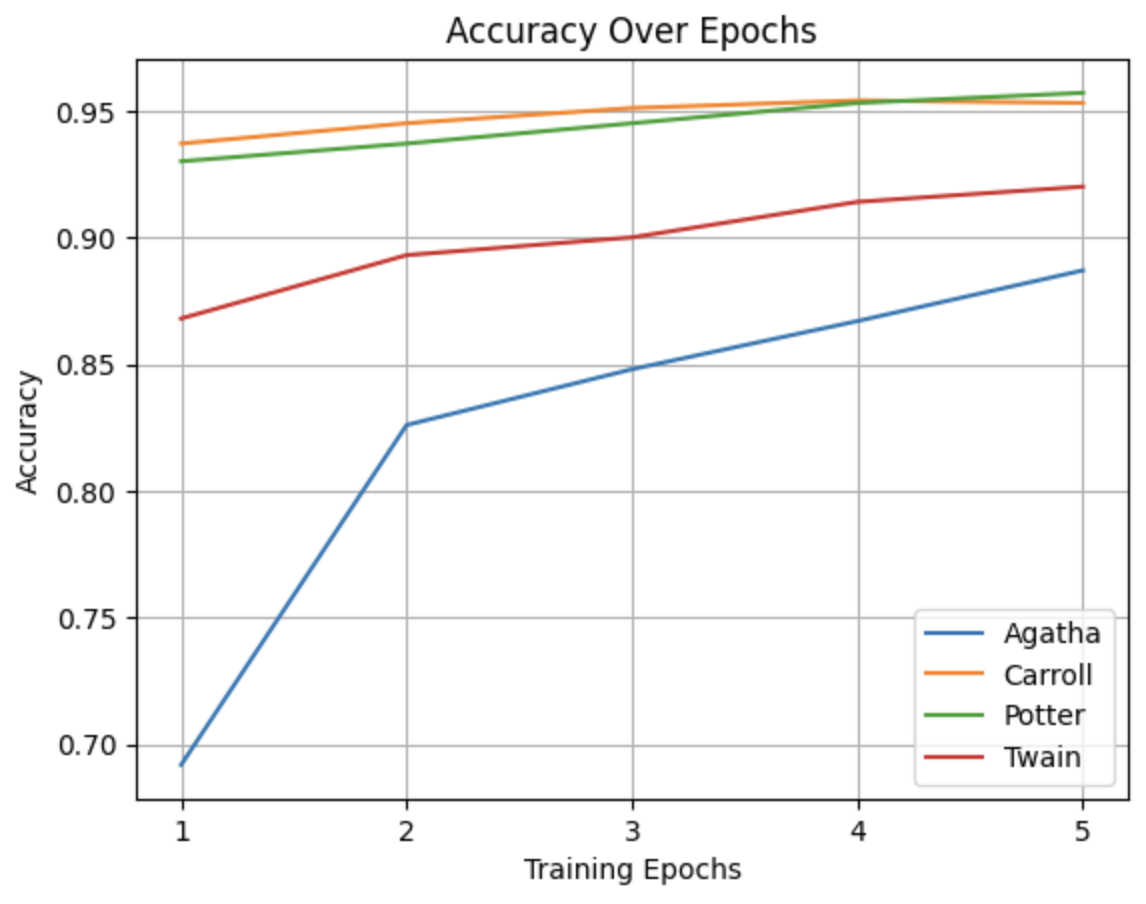 Accuracy Over Epochs
Accuracy
0.95
0.90
0.85
0.80
0.75
0.70
1 2 3 4 5
Training Epochs
Agatha
Carroll
Potter
Twain